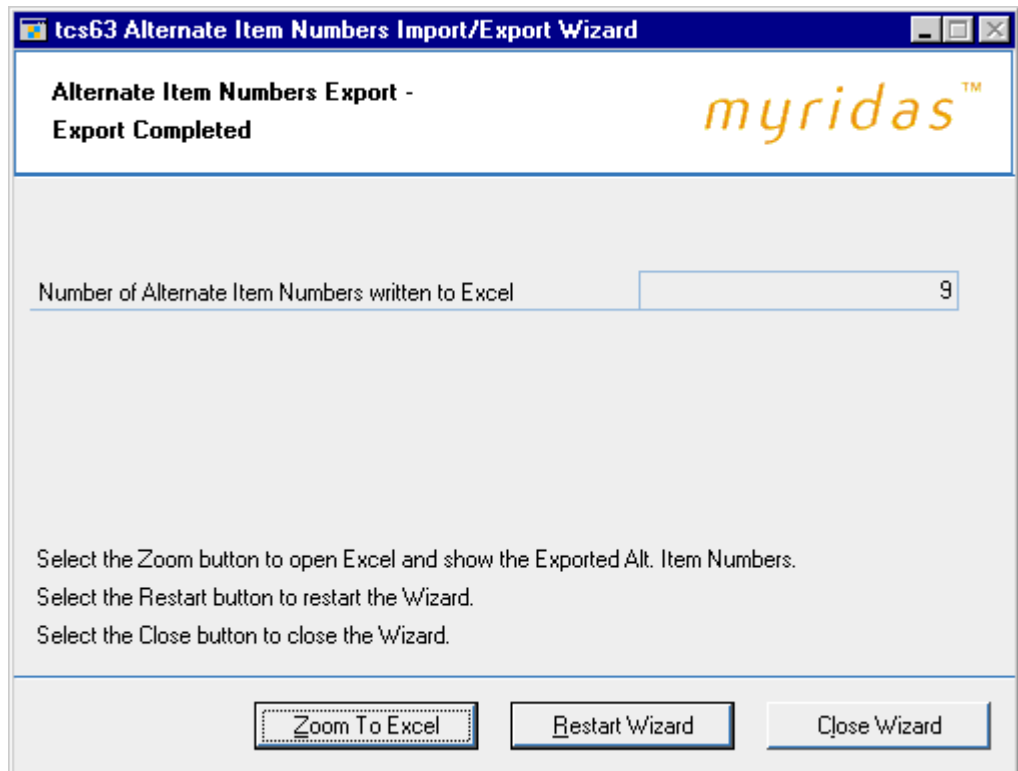 tcs63 Alternate Item Numbers Import/Export Wizard
Alternate Item Numbers Export -
Export Completed
myridas™
Number of Alternate Item Numbers written to Excel 9
Select the Zoom button to open Excel and show the Exported Alt. Item Numbers.
Select the Restart button to restart the Wizard.
Select the Close button to close the Wizard.
Zoom To Excel Restart Wizard Close Wizard